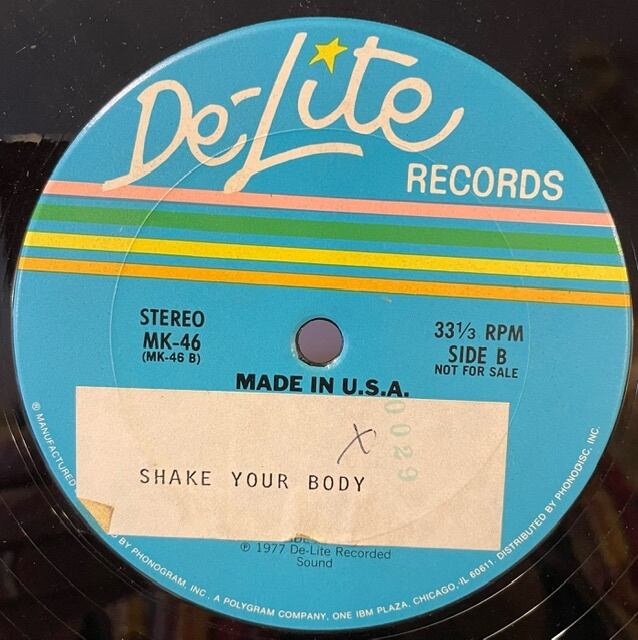 De-Lite
RECORDS
STEREO
MK-46
(MK-46 B)
33⅓ RPM
SIDE B
NOT FOR SALE
MADE IN U.S.A.
X
0029
SHAKE YOUR BODY
℗ 1977 De-Lite Recorded
Sound
® MANUFACTURED BY PHONOGRAM, INC. A POLYGRAM COMPANY, ONE IBM PLAZA, CHICAGO, IL 60611. DISTRIBUTED BY PHONODISC, INC.